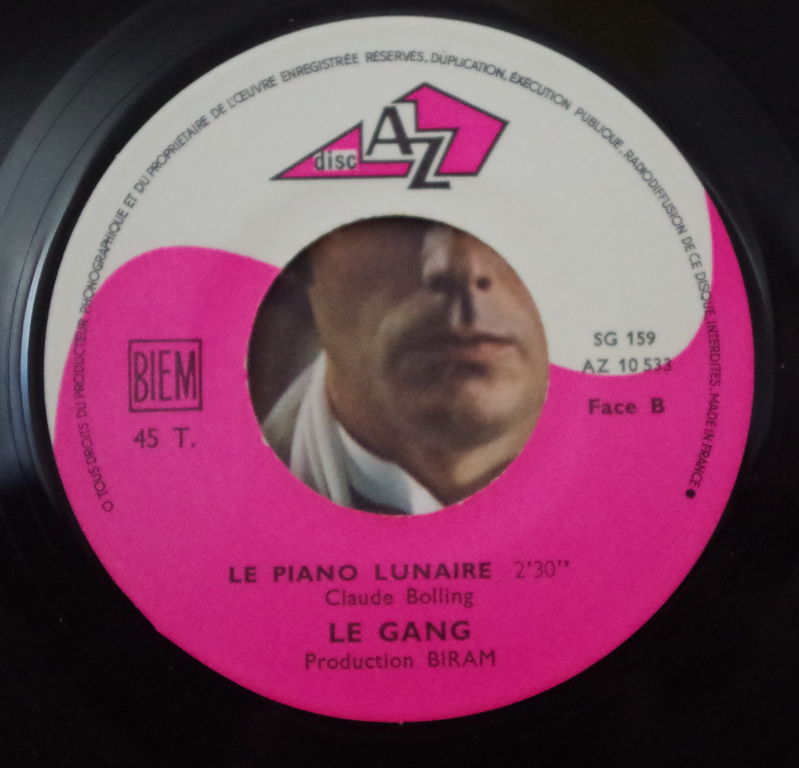 O TOUS DROITS DU PRODUCTEUR PHONOGRAPHIQUE ET DU PROPRIÉTAIRE DE L'ŒUVRE ENREGISTRÉE RÉSERVÉS, DUPLICATION, EXÉCUTION PUBLIQUE, RADIODIFFUSION DE CE DISQUE INTERDITES. MADE IN FRANCE ●
disc AZ
BIEM
45 T.
SG 159
AZ 10 533
Face B
LE PIANO LUNAIRE 2'30''
Claude Bolling
LE GANG
Production BIRAM